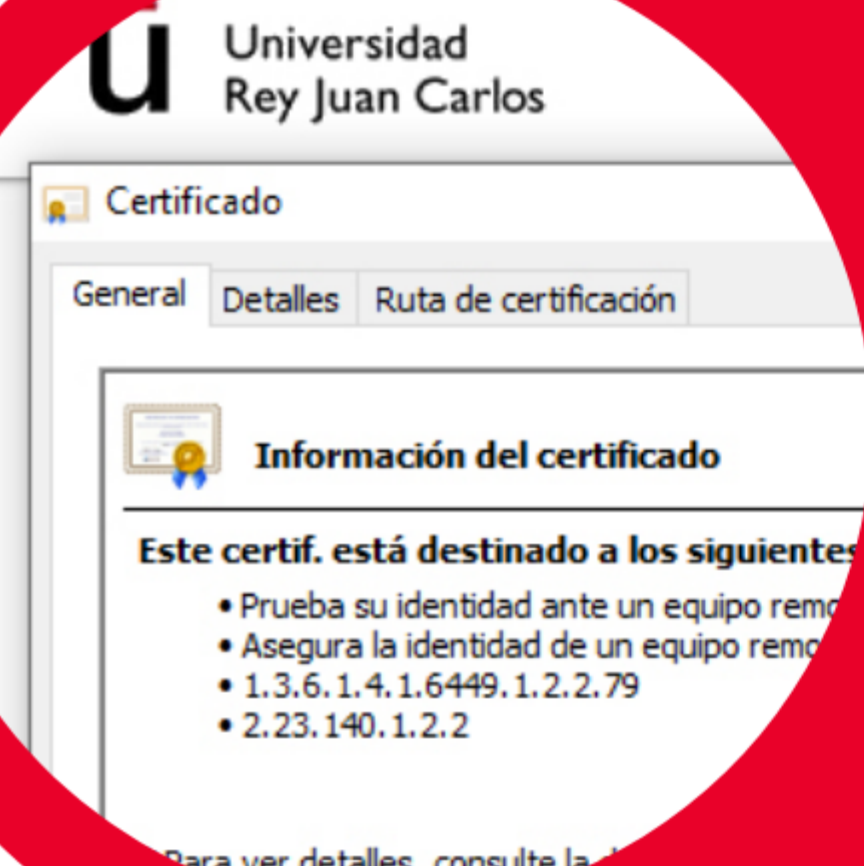 u
Universidad
Rey Juan Carlos
Certificado
General Detalles Ruta de certificación
Información del certificado
Este certif. está destinado a los siguientes
• Prueba su identidad ante un equipo remo
• Asegura la identidad de un equipo remo
• 1.3.6.1.4.1.6449.1.2.2.79
• 2.23.140.1.2.2
Para ver detalles, consulte la